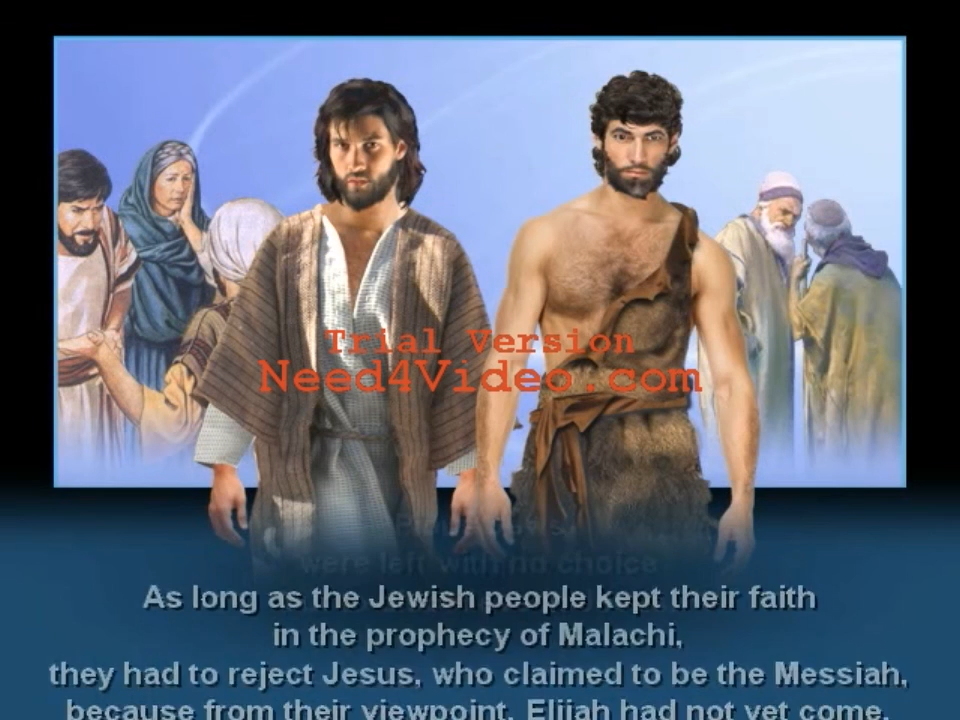 Trial Version
Need4Video.com
were left with no choice
As long as the Jewish people kept their faith
in the prophecy of Malachi,
they had to reject Jesus, who claimed to be the Messiah,
because from their viewpoint, Elijah had not yet come.